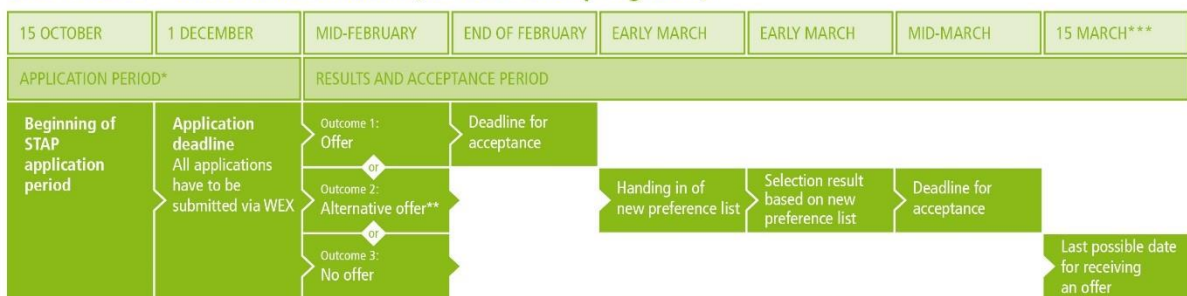 15 OCTOBER
1 DECEMBER
MID-FEBRUARY
END OF FEBRUARY
EARLY MARCH
EARLY MARCH
MID-MARCH
15 MARCH***
APPLICATION PERIOD*
RESULTS AND ACCEPTANCE PERIOD
Beginning of
STAP
application
period
Application
deadline
All applications
have to be
submitted via WEX
Outcome 1:
Offer
Deadline for
acceptance
or
Outcome 2:
Alternative offer**
Handing in of
new preference list
Selection result
based on new
preference list
Deadline for
acceptance
or
Outcome 3:
No offer
Last possible date
for receiving
an offer